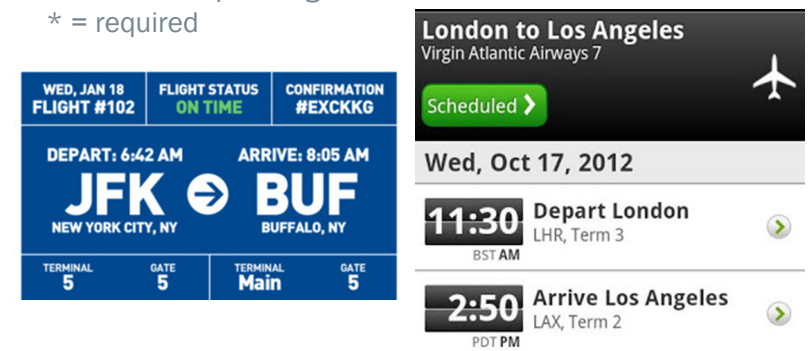 * = required
WED, JAN 18
FLIGHT #102
FLIGHT STATUS
ON TIME
CONFIRMATION
#EXCKKG
DEPART: 6:42 AM
ARRIVE: 8:05 AM
JFK
BUF
NEW YORK CITY, NY
BUFFALO, NY
TERMINAL
5
GATE
5
TERMINAL
Main
GATE
5
London to Los Angeles
Virgin Atlantic Airways 7
Scheduled
Wed, Oct 17, 2012
11:30
BST AM
Depart London
LHR, Term 3
2:50
PDT PM
Arrive Los Angeles
LAX, Term 2